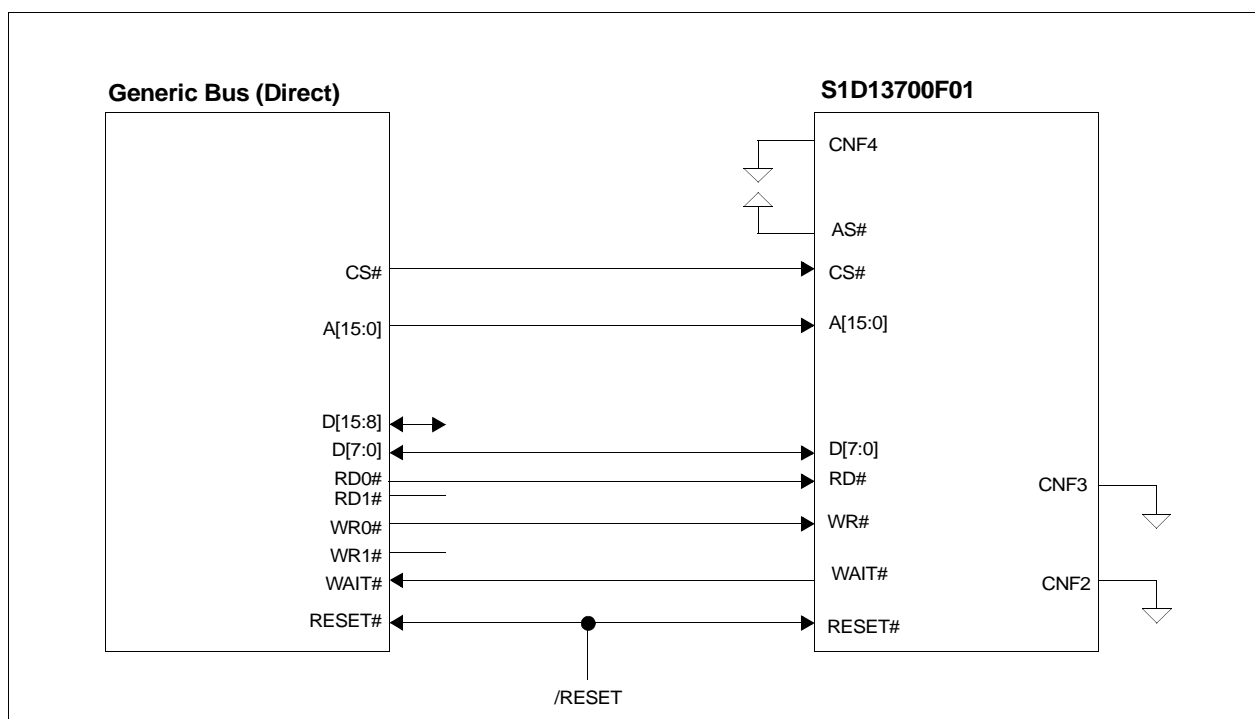 Generic Bus (Direct)
S1D13700F01
CNF4
AS#
CS#
CS#
A[15:0]
A[15:0]
D[15:8]
D[7:0]
D[7:0]
RD0#
RD#
RD1#
CNF3
WR0#
WR#
WR1#
WAIT#
WAIT#
CNF2
RESET#
RESET#
/RESET